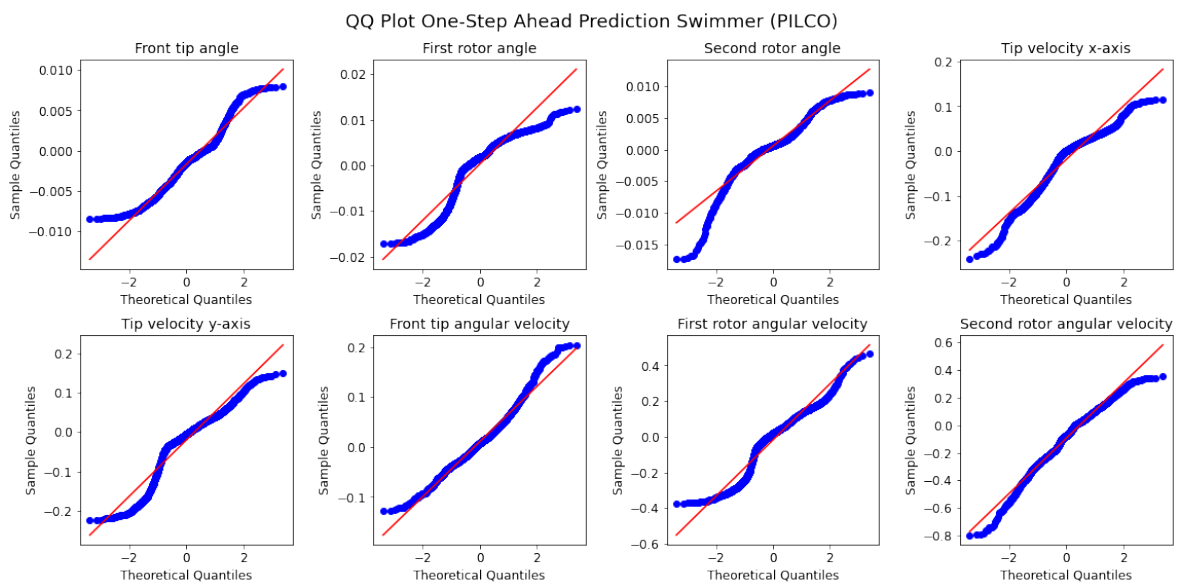 QQ Plot One-Step Ahead Prediction Swimmer (PILCO)
Front tip angle
Sample Quantiles
0.010
0.005
0.000
−0.005
−0.010
−2 0 2
Theoretical Quantiles
First rotor angle
Sample Quantiles
0.02
0.01
0.00
−0.01
−0.02
−2 0 2
Theoretical Quantiles
Second rotor angle
Sample Quantiles
0.010
0.005
0.000
−0.005
−0.010
−0.015
−2 0 2
Theoretical Quantiles
Tip velocity x-axis
Sample Quantiles
0.2
0.1
0.0
−0.1
−0.2
−2 0 2
Theoretical Quantiles
Tip velocity y-axis
Sample Quantiles
0.2
0.1
0.0
−0.1
−0.2
−2 0 2
Theoretical Quantiles
Front tip angular velocity
Sample Quantiles
0.2
0.1
0.0
−0.1
−2 0 2
Theoretical Quantiles
First rotor angular velocity
Sample Quantiles
0.4
0.2
0.0
−0.2
−0.4
−0.6
−2 0 2
Theoretical Quantiles
Second rotor angular velocity
Sample Quantiles
0.6
0.4
0.2
0.0
−0.2
−0.4
−0.6
−0.8
−2 0 2
Theoretical Quantiles